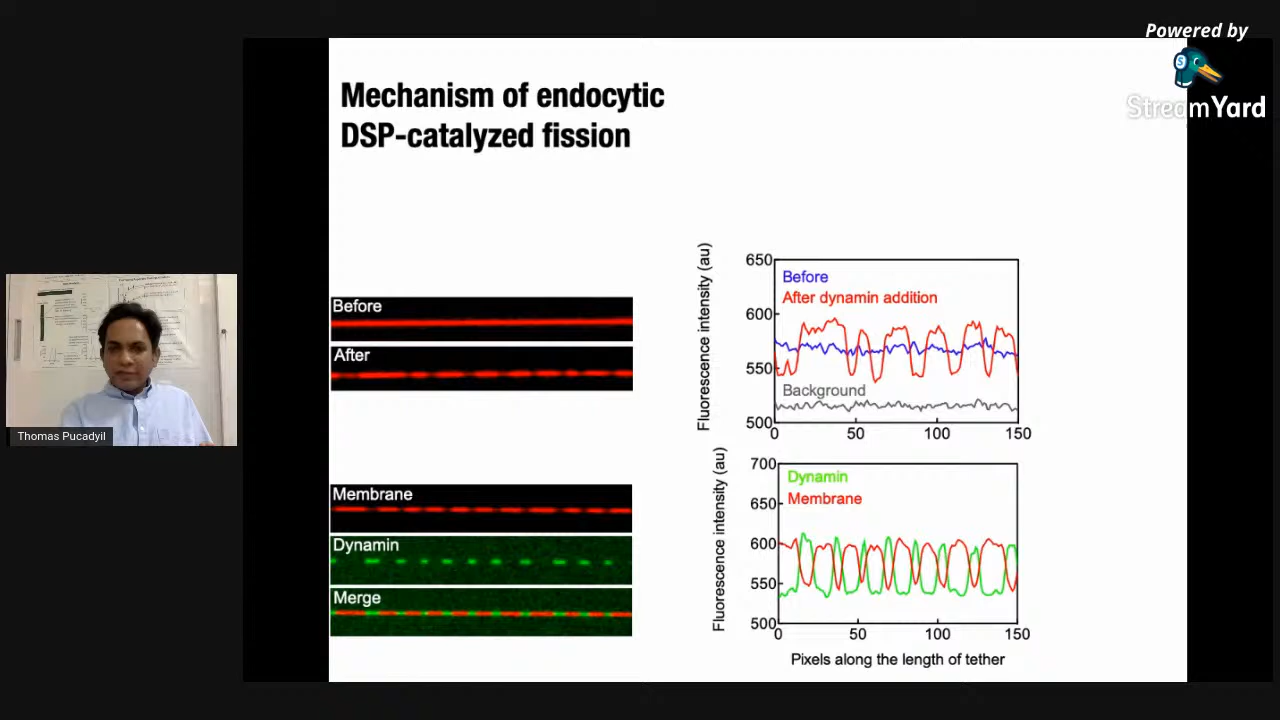 Powered by
StreamYard
Mechanism of endocytic
DSP-catalyzed fission
Before
After
Membrane
Dynamin
Merge
Fluorescence intensity (au)
650
600
550
500
Before
After dynamin addition
Background
0
50
100
150
Fluorescence intensity (au)
700
650
600
550
500
Dynamin
Membrane
0
50
100
150
Pixels along the length of tether
Thomas Pucadyil